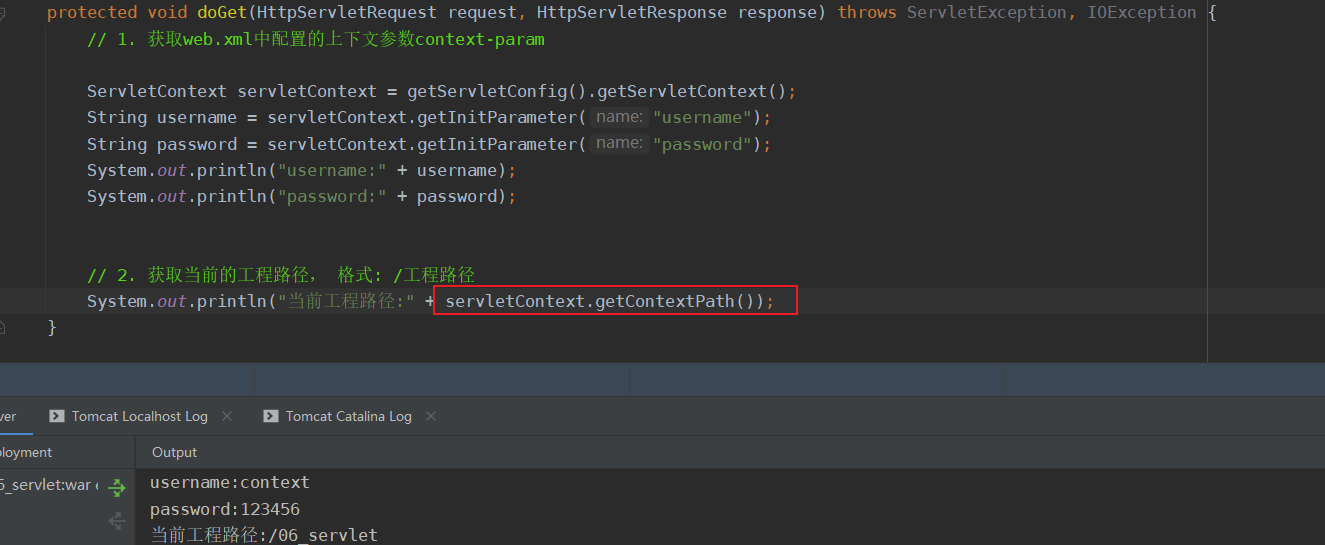 protected void doGet(HttpServletRequest request, HttpServletResponse response) throws ServletException, IOException {
// 1. 获取web.xml中配置的上下文参数context-param
ServletContext servletContext = getServletConfig().getServletContext();
String username = servletContext.getInitParameter( name: "username");
String password = servletContext.getInitParameter( name: "password");
System.out.println("username:" + username);
System.out.println("password:" + password);
// 2. 获取当前的工程路径, 格式: /工程路径
System.out.println("当前工程路径:" + servletContext.getContextPath());
}
ver Tomcat Localhost Log Tomcat Catalina Log
ployment Output
_servlet:war
username:context
password:123456
当前工程路径:/06_servlet